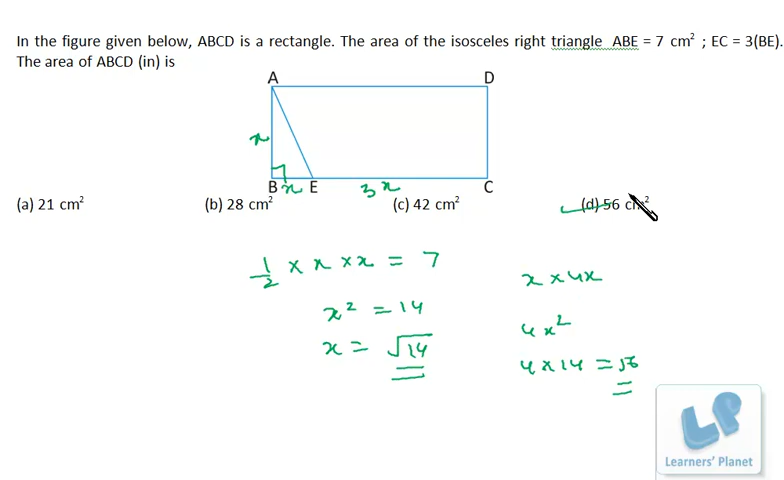 In the figure given below, ABCD is a rectangle. The area of the isosceles right triangle ABE = 7 cm² ; EC = 3(BE).
The area of ABCD (in) is
A D
x
B x E 3x C
(a) 21 cm² (b) 28 cm² (c) 42 cm² (d) 56 cm²
1/2 × x × x = 7
x × 4x
x² = 14
4x²
x = √14
4 × 14 = 56
LP
Learners' Planet